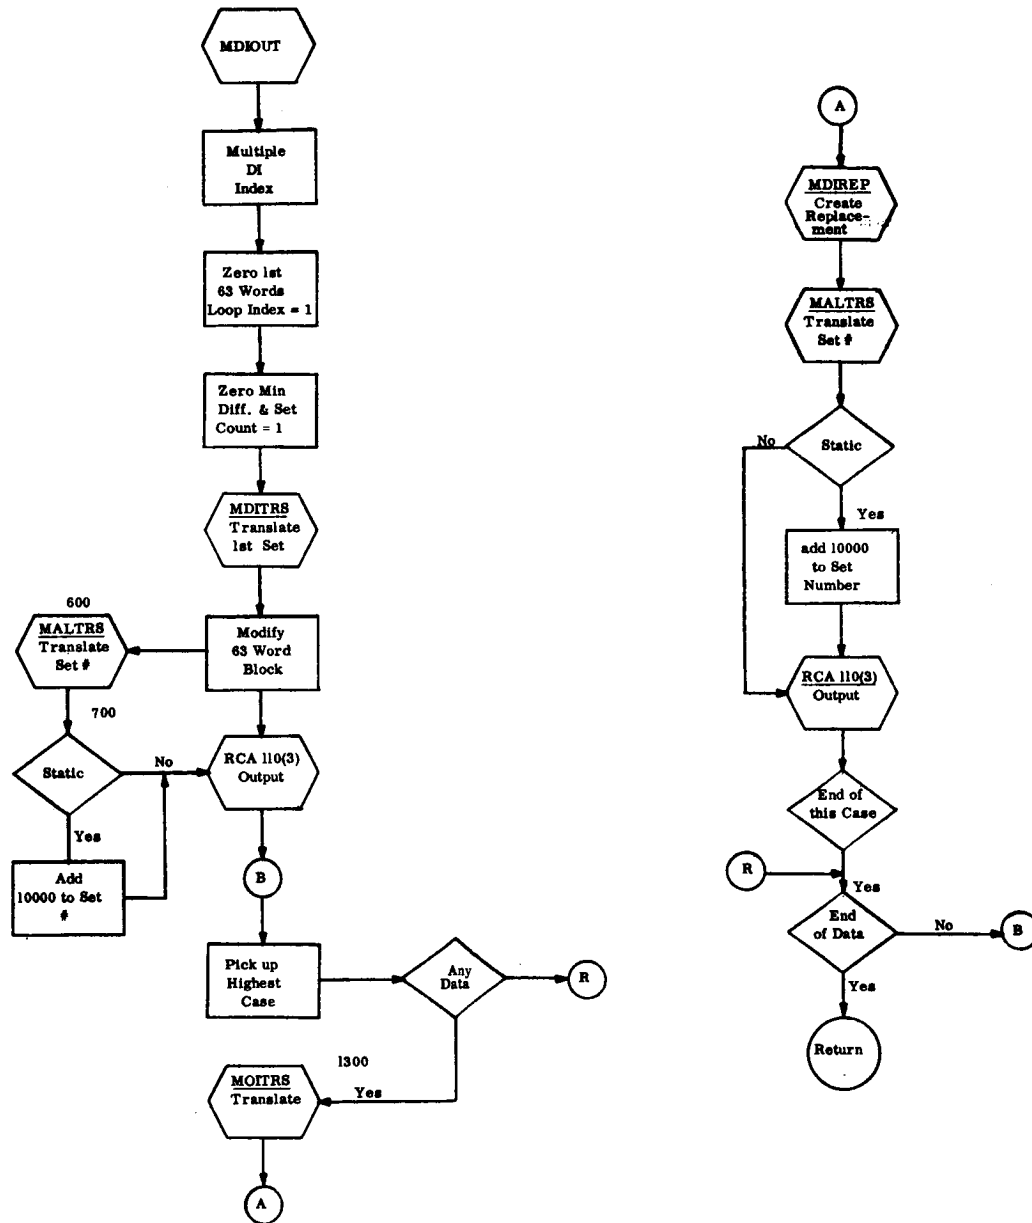 MDIOUT
Multiple
DI
Index
Zero 1st
63 Words
Loop Index = 1
Zero Min
Diff. & Set
Count = 1
MDITRS
Translate
1st Set
600
MALTRS
Translate
Set #
Modify
63 Word
Block
700
Static
No
RCA 110(3)
Output
Yes
Add
10000 to Set
#
B
Pick up
Highest
Case
Any
Data
R
1300
MOITRS
Translate
Yes
A
A
MDIREP
Create
Replace-
ment
MALTRS
Translate
Set #
No
Static
Yes
add 10000
to Set
Number
RCA 110(3)
Output
End of
this Case
R
Yes
End
of Data
No
B
Yes
Return